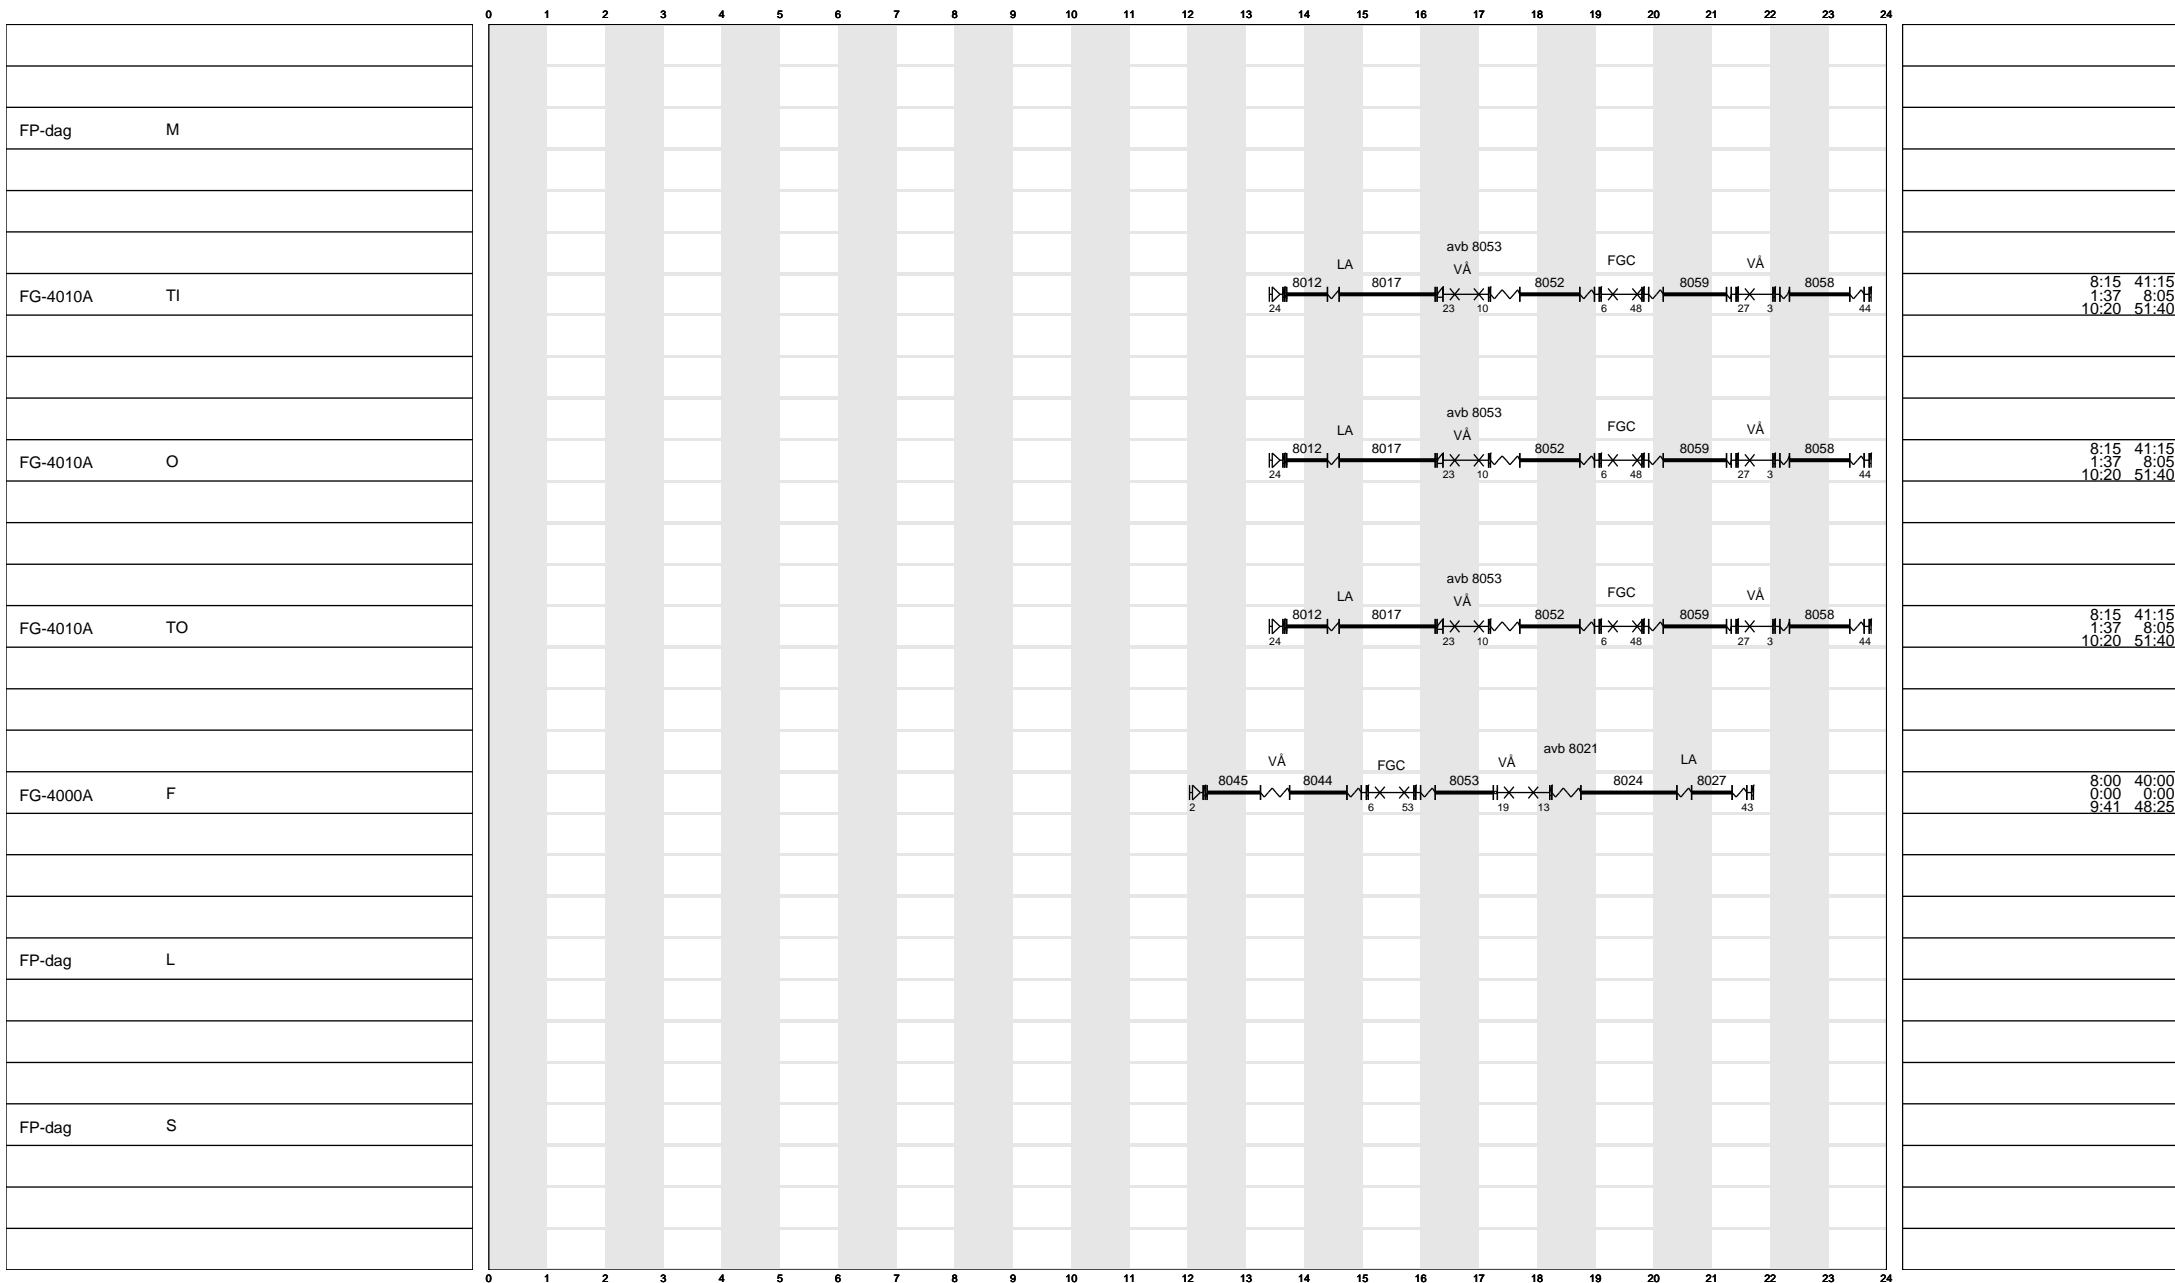 0 1 2 3 4 5 6 7 8 9 10 11 12 13 14 15 16 17 18 19 20 21 22 23 24
FP-dag M
avb 8053
LA VÅ FGC VÅ
8012 8017 8052 8059 8058
FG-4010A TI
24 23 10 6 48 27 3 44
8:15 41:15
1:37 8:05
10:20 51:40
avb 8053
LA VÅ FGC VÅ
8012 8017 8052 8059 8058
FG-4010A O
24 23 10 6 48 27 3 44
8:15 41:15
1:37 8:05
10:20 51:40
avb 8053
LA VÅ FGC VÅ
8012 8017 8052 8059 8058
FG-4010A TO
24 23 10 6 48 27 3 44
8:15 41:15
1:37 8:05
10:20 51:40
avb 8021
VÅ FGC VÅ LA
8045 8044 8053 8024 8027
FG-4000A F
2 6 53 19 13 43
8:00 40:00
0:00 0:00
9:41 48:25
FP-dag L
FP-dag S
0 1 2 3 4 5 6 7 8 9 10 11 12 13 14 15 16 17 18 19 20 21 22 23 24